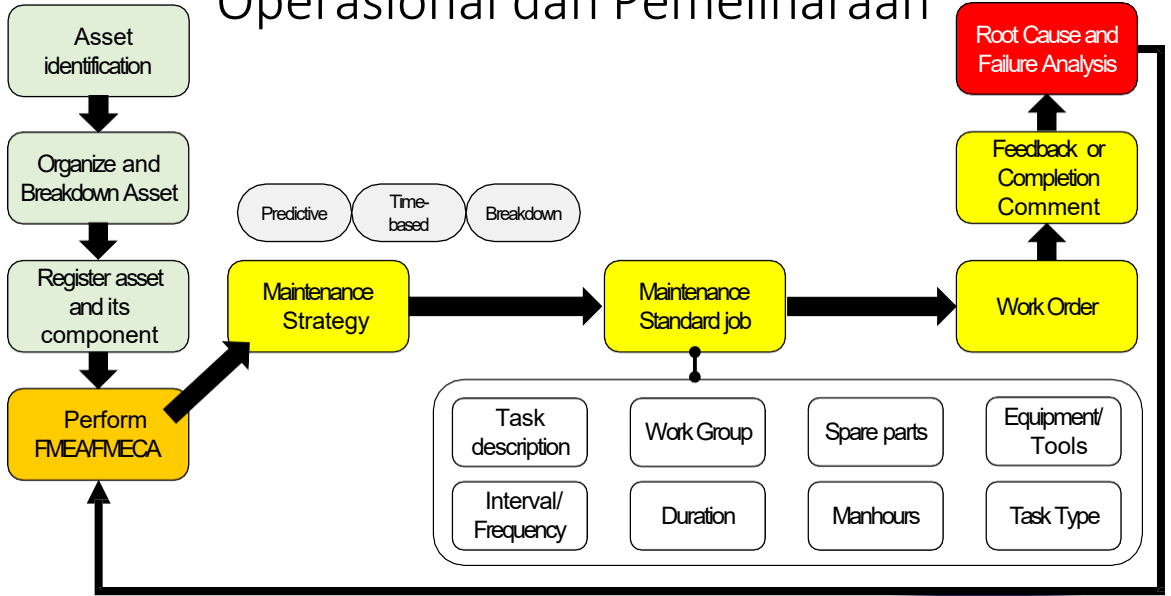 Operasional dan Pemeliharaan
Asset
identification
Organize and
Breakdown Asset
Register asset
and its
component
Perform
FMEA/FMECA
Predictive
Time-
based
Breakdown
Maintenance
Strategy
Maintenance
Standard job
Work Order
Feedback or
Completion
Comment
Root Cause and
Failure Analysis
Task
description
Work Group
Spare parts
Equipment/
Tools
Interval/
Frequency
Duration
Manhours
Task Type